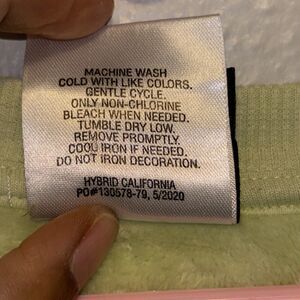 MACHINE WASH
COLD WITH LIKE COLORS.
GENTLE CYCLE.
ONLY NON-CHLORINE
BLEACH WHEN NEEDED.
TUMBLE DRY LOW.
REMOVE PROMPTLY.
COOL IRON IF NEEDED.
DO NOT IRON DECORATION.
HYBRID CALIFORNIA
PO#130578-79, 5/2020